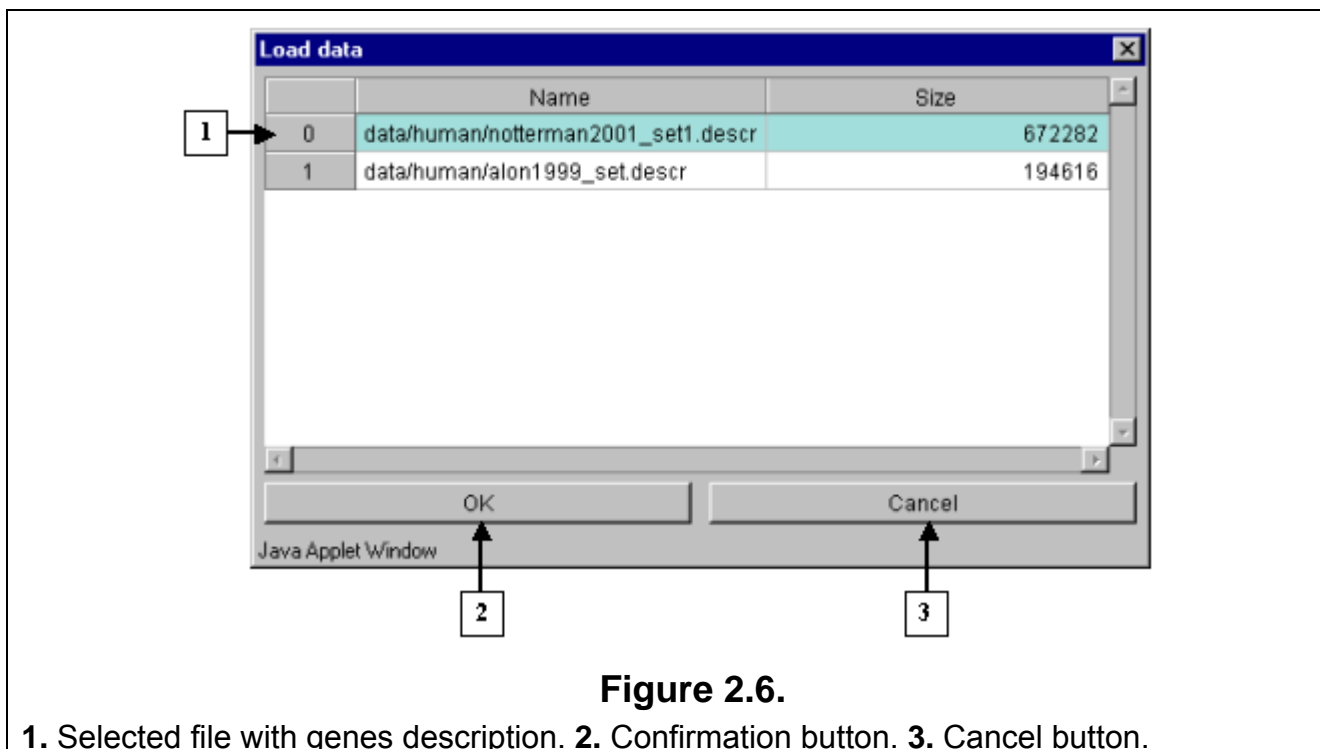 Load data
Name Size
1
0 data/human/notterman2001_set1.descr 672282
1 data/human/alon1999_set.descr 194616
OK Cancel
Java Applet Window
2 3
Figure 2.6.
1. Selected file with genes description. 2. Confirmation button. 3. Cancel button.